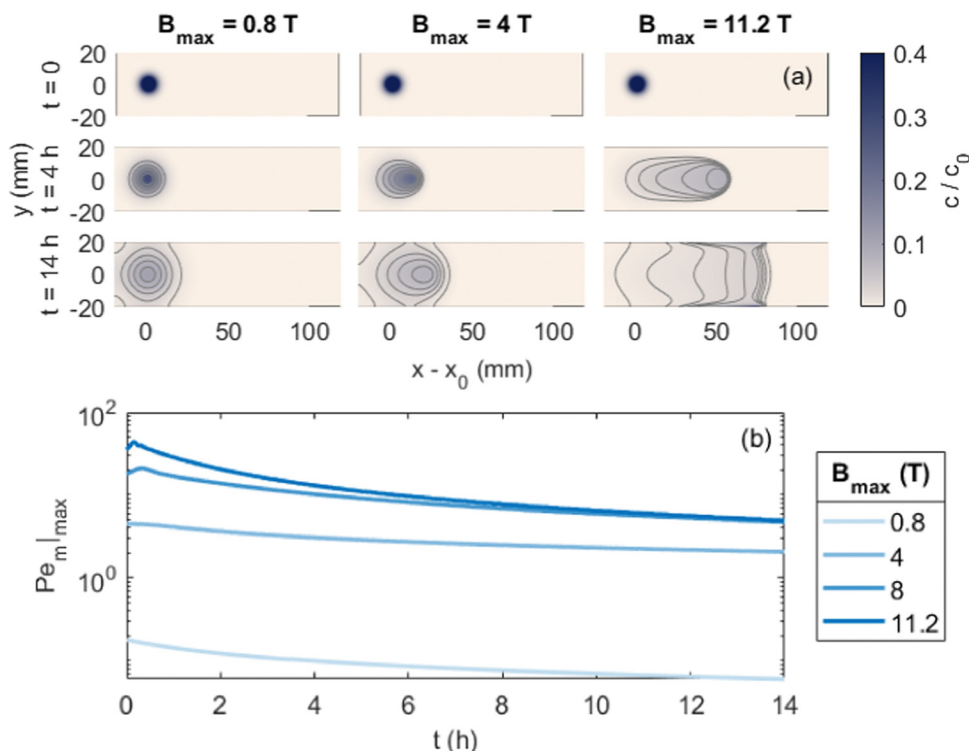 B_max = 0.8 T B_max = 4 T B_max = 11.2 T
t = 0 20 0 -20 (a)
y (mm)
t = 4 h 20 0 -20
t = 14 h 20 0 -20
0 50 100 0 50 100 0 50 100
x - x_0 (mm)
0.4
0.3
0.2
0.1
0
c / c_0
(b)
10^2
10^0
Pe_m|_max
0 2 4 6 8 10 12 14
t (h)
B_max (T)
0.8
4
8
11.2